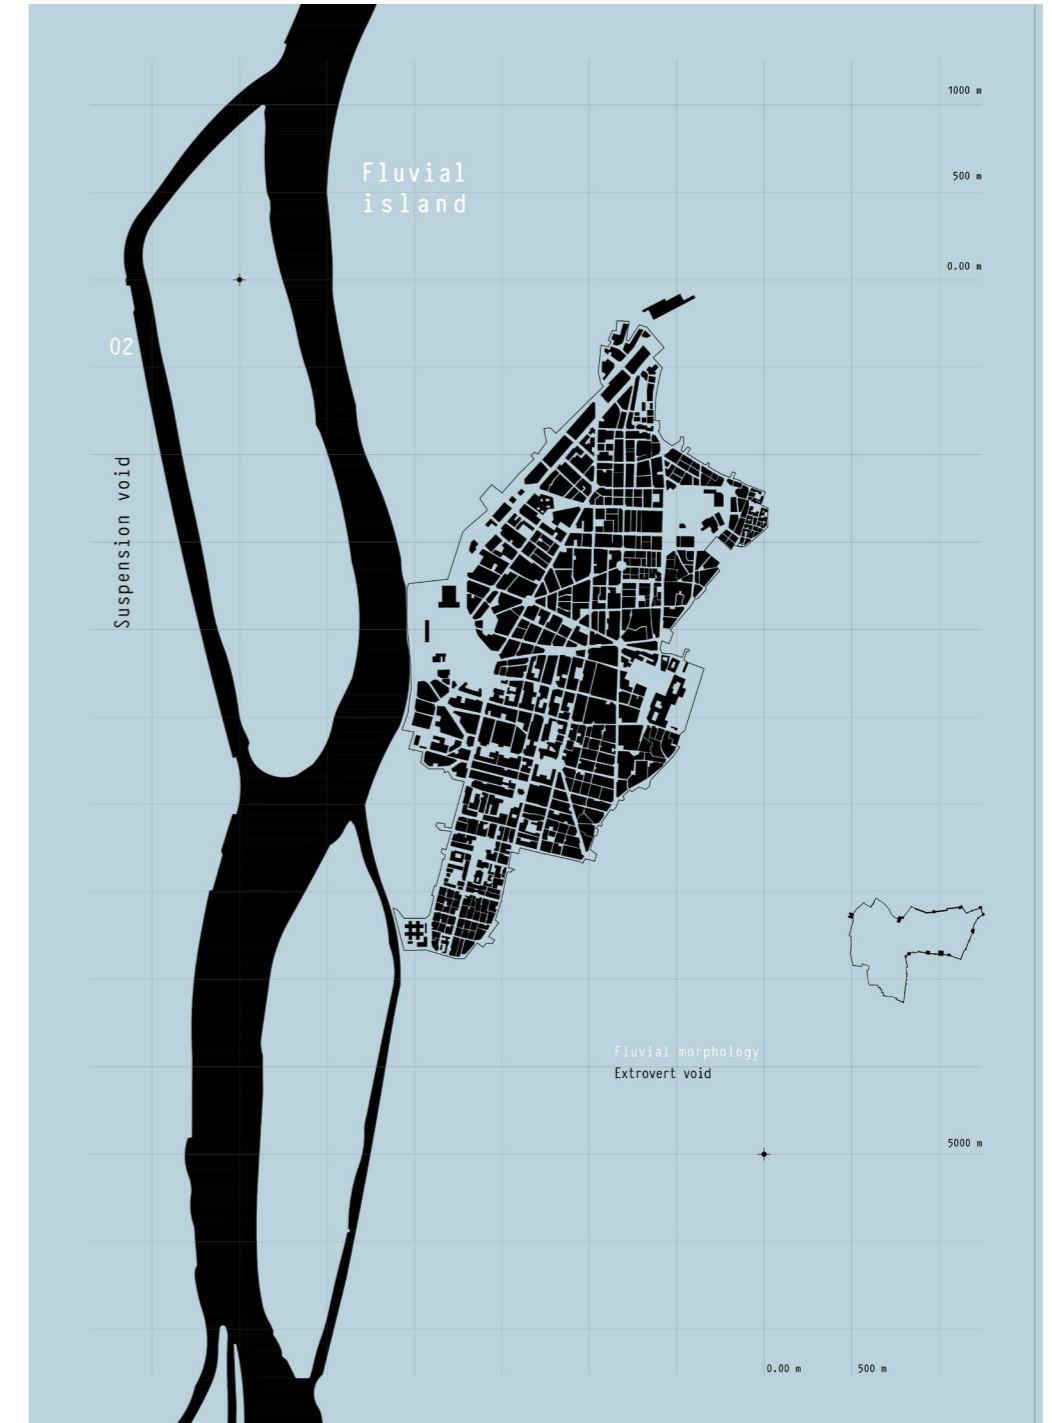 1000 m
Fluvial
island
500 m
0.00 m
02
Suspension void
Fluvial morphology
Extrovert void
5000 m
0.00 m
500 m